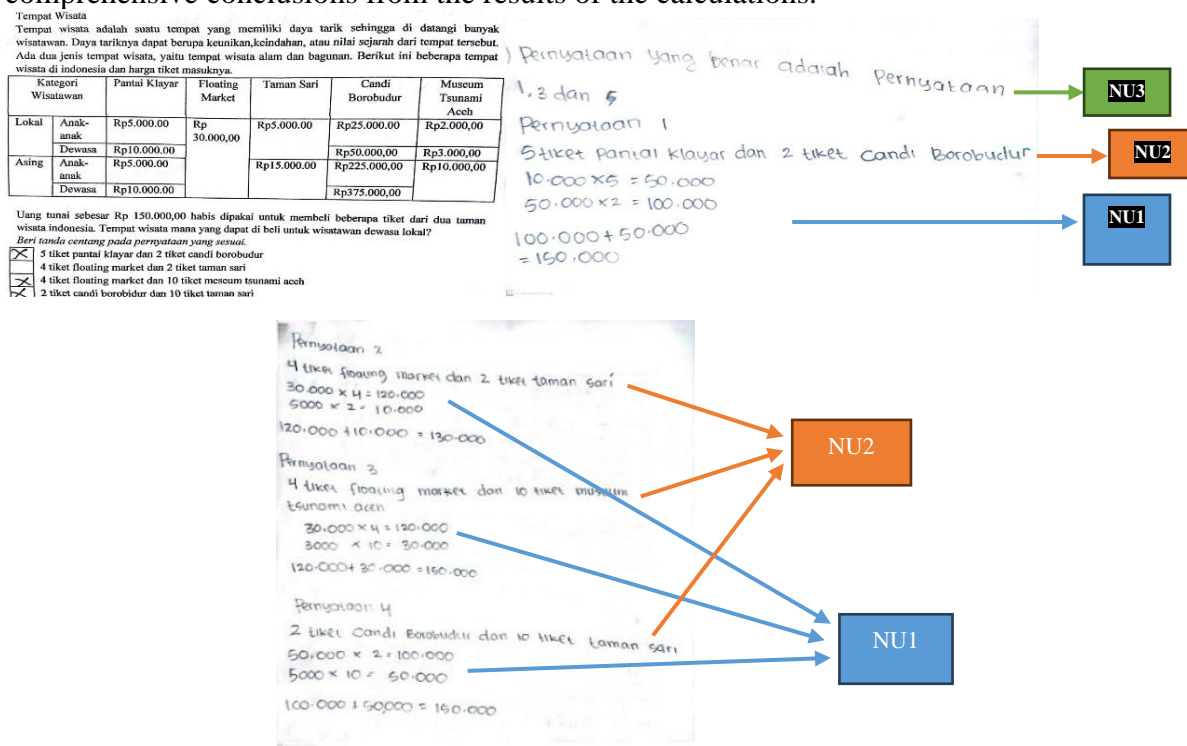 comprehensive conclusions from the results of the calculations.
Tempat Wisata
Tempat wisata adalah suatu tempat yang memiliki daya tarik sehingga di datangi banyak
wisatawan. Daya tariknya dapat berupa keunikan,keindahan, atau nilai sejarah dari tempat tersebut.
Ada dua jenis tempat wisata, yaitu tempat wisata alam dan bagunan. Berikut ini beberapa tempat
wisata di indonesia dan harga tiket masuknya.
Kategori Wisatawan Pantai Klayar Floating Market Taman Sari Candi Borobudur Museum Tsunami Aceh
Lokal Anak-anak Rp5.000.00 Rp 30.000,00 Rp5.000.00 Rp25.000.00 Rp2.000,00
Dewasa Rp10.000.00 Rp50.000,00 Rp3.000,00
Asing Anak-anak Rp5.000.00 Rp15.000.00 Rp225.000,00 Rp10.000,00
Dewasa Rp10.000.00 Rp375.000,00
Uang tunai sebesar Rp 150.000,00 habis dipakai untuk membeli beberapa tiket dari dua taman
wisata indonesia. Tempat wisata mana yang dapat di beli untuk wisatawan dewasa lokal?
Beri tanda centang pada pernyataan yang sesuai.
5 tiket pantai klayar dan 2 tiket candi borobudur
4 tiket floating market dan 2 tiket taman sari
4 tiket floating market dan 10 tiket meseum tsunami aceh
2 tiket candi borobidur dan 10 tiket taman sari
) Pernyataan yang benar adalah Pernyataan
1, 3 dan 5
Pernyataan 1
5 tiket Pantai Klayar dan 2 tiket Candi Borobudur
10.000 x5 = 50.000
50.000 x2 = 100.000
100.000 + 50.000
= 150.000
NU3
NU2
NU1
Pernyataan 2
4 tiket floating market dan 2 tiket taman sari
30.000 x 4 = 120.000
5000 x 2 = 10.000
120.000 + 10.000 = 130.000
Pernyataan 3
4 tiket floating market dan 10 tiket museum
tsunami aceh
30.000 x 4 = 120.000
3000 x 10 = 30.000
120.000 + 30.000 = 150.000
Pernyataan 4
2 tiket Candi Borobudur dan 10 tiket taman sari
50,000 x 2 = 100.000
5000 x 10 = 50.000
100.000 + 50,000 = 150.000
NU2
NU1